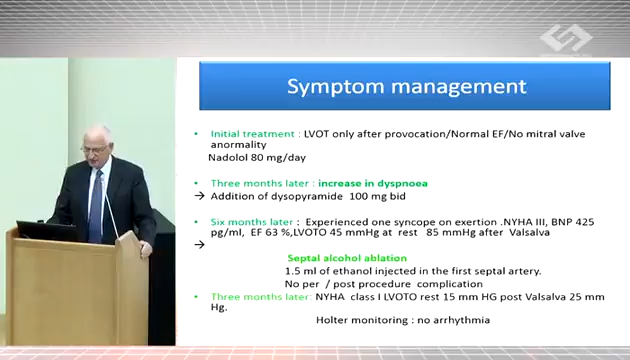 Symptom management
• Initial treatment : LVOT only after provocation/Normal EF/No mitral valve
anormality
Nadolol 80 mg/day
• Three months later : increase in dyspnoea
→ Addition of dysopyramide 100 mg bid
• Six months later : Experienced one syncope on exertion .NYHA III, BNP 425
pg/ml, EF 63 %,LVOTO 45 mmHg at rest 85 mmHg after Valsalva
→
Septal alcohol ablation
1.5 ml of ethanol injected in the first septal artery.
No per / post procedure complication
• Three months later: NYHA class I LVOTO rest 15 mm HG post Valsalva 25 mm
Hg.
Holter monitoring : no arrhythmia